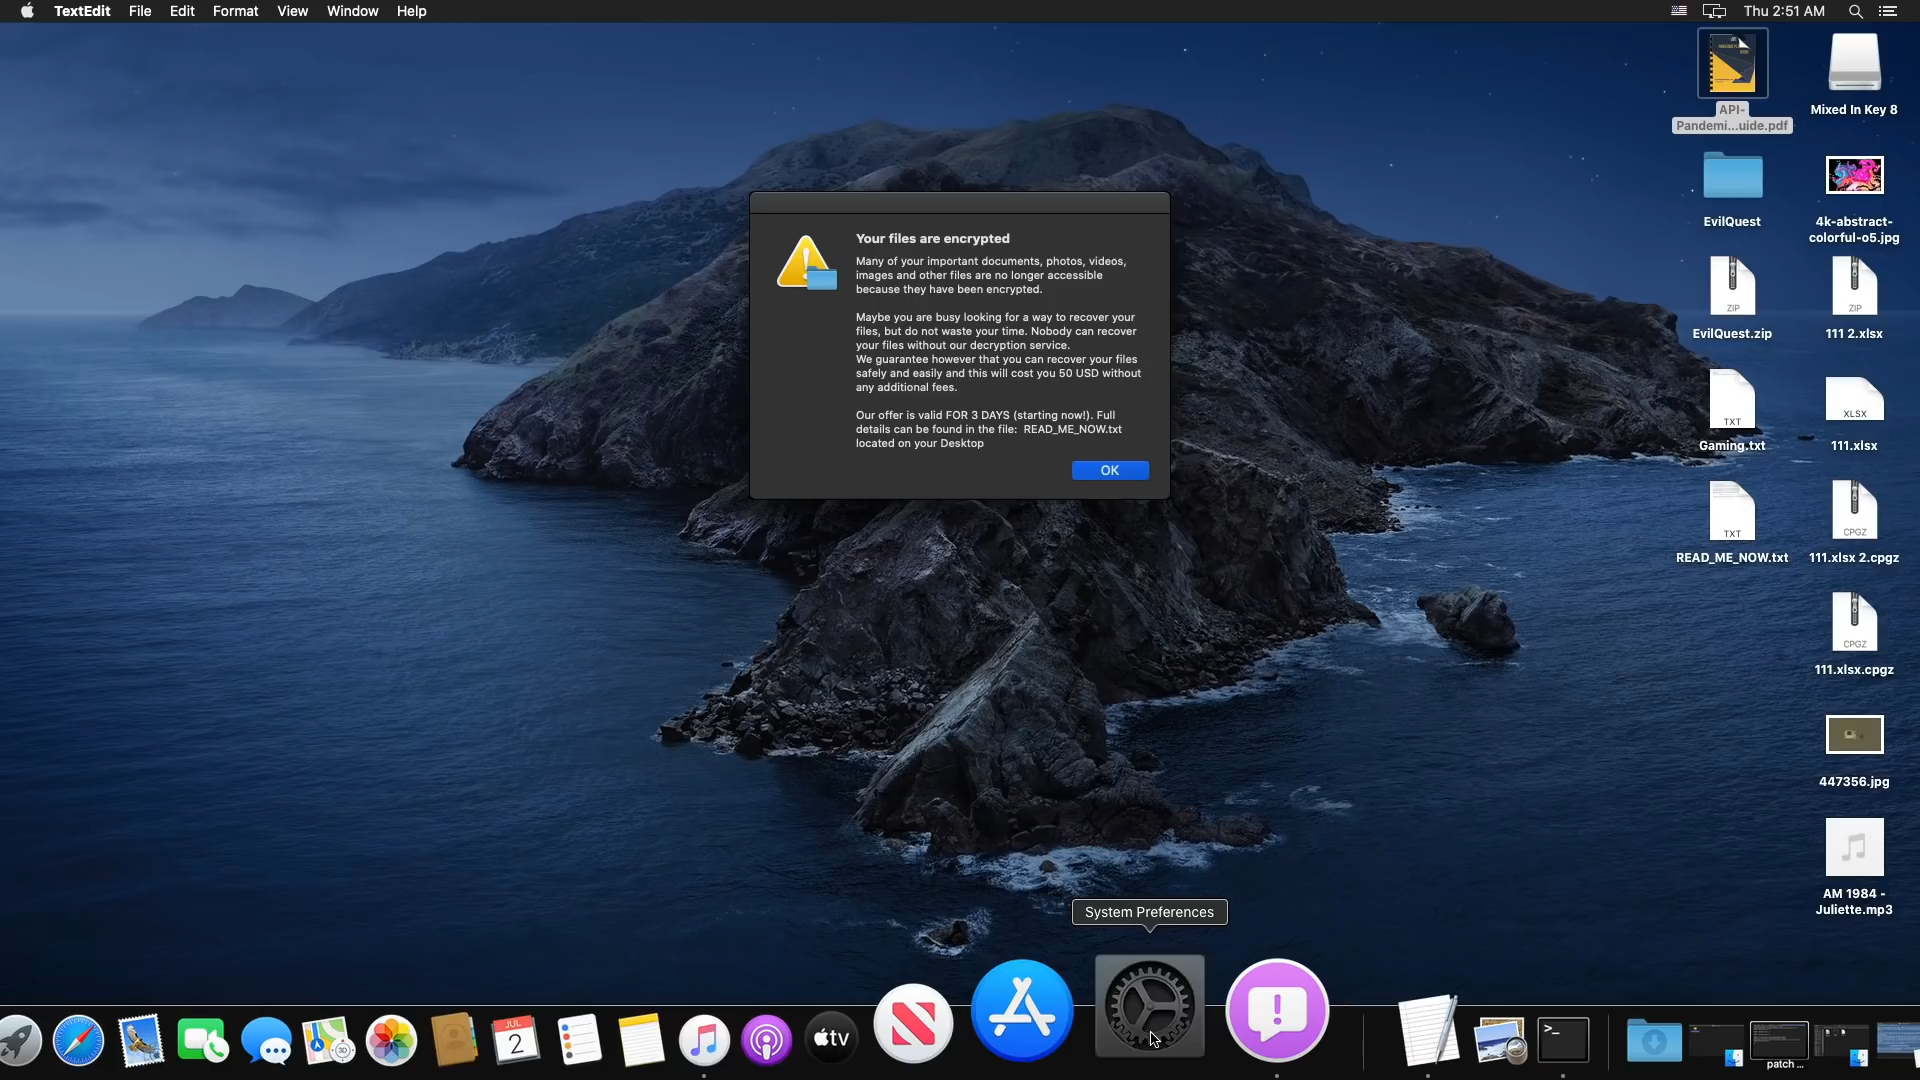 TextEdit File Edit Format View Window Help
Thu 2:51 AM
API-
Pandemi...uide.pdf
Mixed In Key 8
EvilQuest
4k-abstract-
colorful-o5.jpg
ZIP
EvilQuest.zip
ZIP
111 2.xlsx
TXT
Gaming.txt
XLSX
111.xlsx
TXT
READ_ME_NOW.txt
CPGZ
111.xlsx 2.cpgz
CPGZ
111.xlsx.cpgz
447356.jpg
AM 1984 -
Juliette.mp3
Your files are encrypted
Many of your important documents, photos, videos,
images and other files are no longer accessible
because they have been encrypted.
Maybe you are busy looking for a way to recover your
files, but do not waste your time. Nobody can recover
your files without our decryption service.
We guarantee however that you can recover your files
safely and easily and this will cost you 50 USD without
any additional fees.
Our offer is valid FOR 3 DAYS (starting now!). Full
details can be found in the file: READ_ME_NOW.txt
located on your Desktop
OK
System Preferences
3D
JUL
2
tv
>_
patch ...